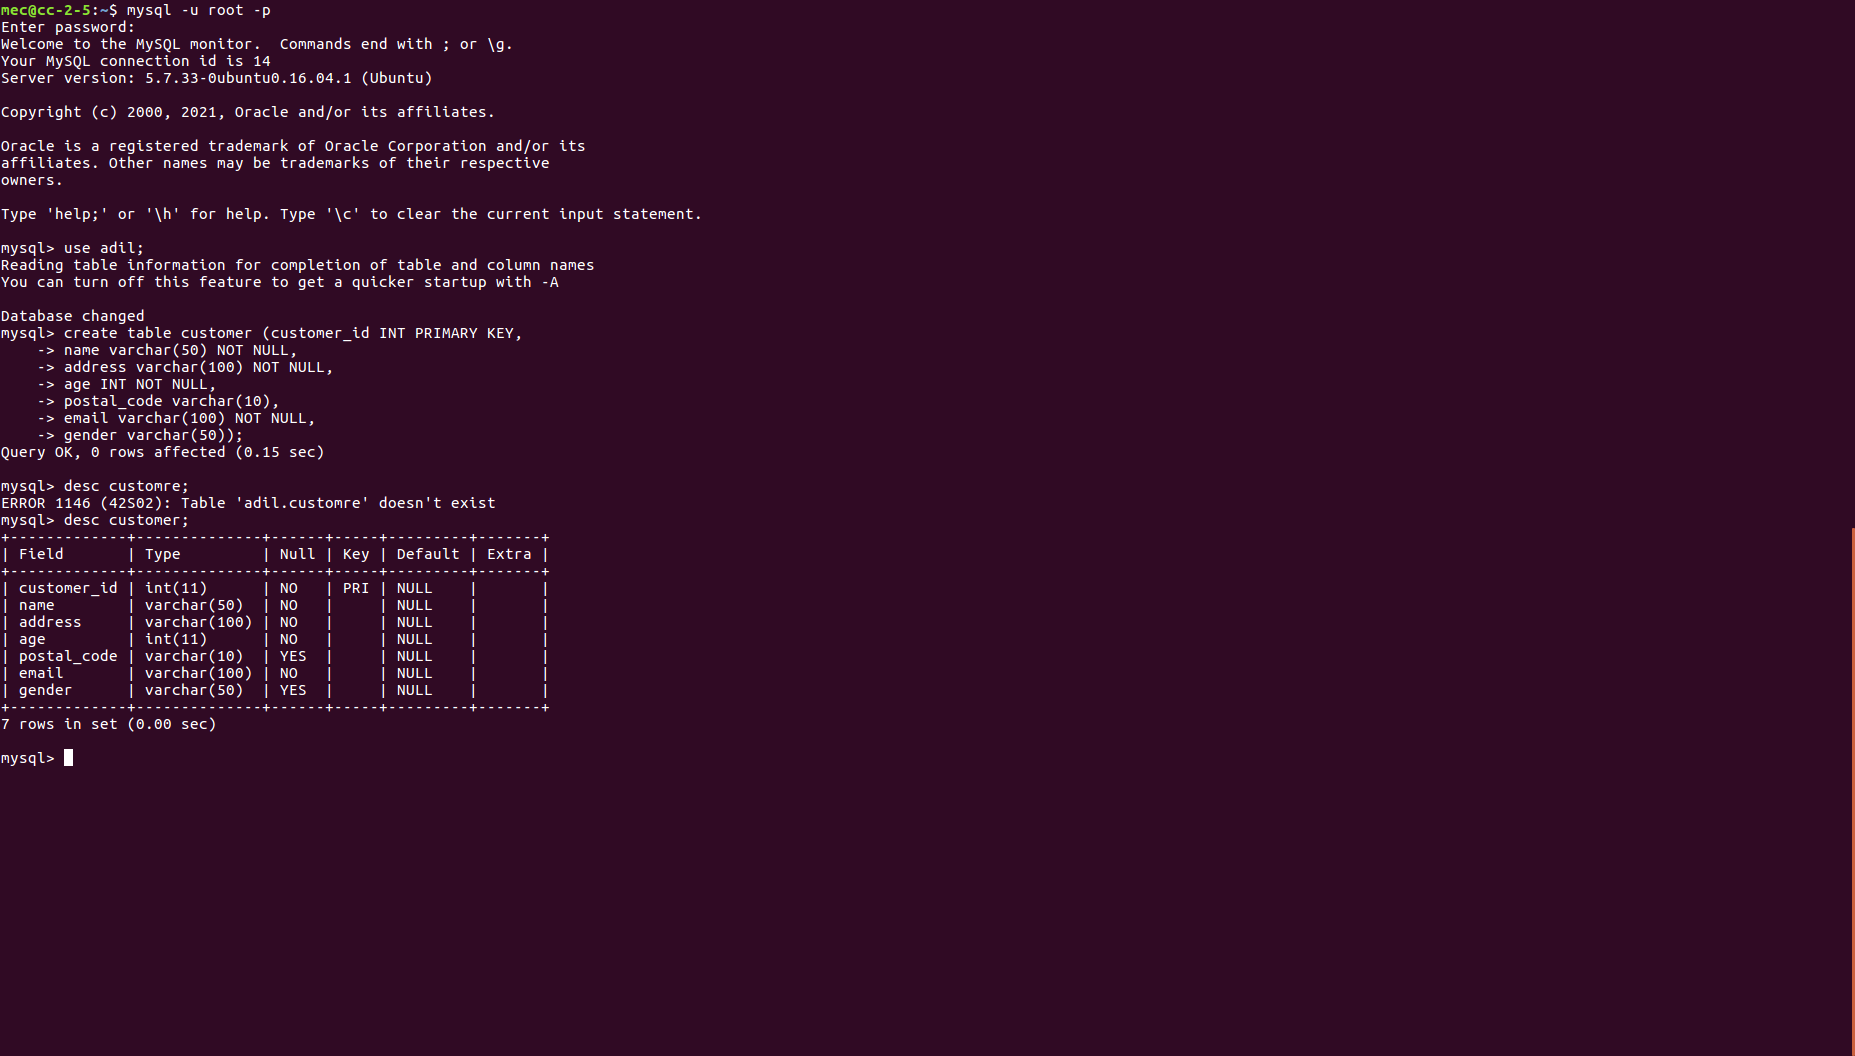 mec@cc-2-5:~$ mysql -u root -p
Enter password:
Welcome to the MySQL monitor.  Commands end with ; or \g.
Your MySQL connection id is 14
Server version: 5.7.33-0ubuntu0.16.04.1 (Ubuntu)

Copyright (c) 2000, 2021, Oracle and/or its affiliates.

Oracle is a registered trademark of Oracle Corporation and/or its
affiliates. Other names may be trademarks of their respective
owners.

Type 'help;' or '\h' for help. Type '\c' to clear the current input statement.

mysql> use adil;
Reading table information for completion of table and column names
You can turn off this feature to get a quicker startup with -A

Database changed
mysql> create table customer (customer_id INT PRIMARY KEY,
    -> name varchar(50) NOT NULL,
    -> address varchar(100) NOT NULL,
    -> age INT NOT NULL,
    -> postal_code varchar(10),
    -> email varchar(100) NOT NULL,
    -> gender varchar(50));
Query OK, 0 rows affected (0.15 sec)

mysql> desc customre;
ERROR 1146 (42S02): Table 'adil.customre' doesn't exist
mysql> desc customer;
+-------------+--------------+------+-----+---------+-------+
| Field       | Type         | Null | Key | Default | Extra |
+-------------+--------------+------+-----+---------+-------+
| customer_id | int(11)      | NO   | PRI | NULL    |       |
| name        | varchar(50)  | NO   |     | NULL    |       |
| address     | varchar(100) | NO   |     | NULL    |       |
| age         | int(11)      | NO   |     | NULL    |       |
| postal_code | varchar(10)  | YES  |     | NULL    |       |
| email       | varchar(100) | NO   |     | NULL    |       |
| gender      | varchar(50)  | YES  |     | NULL    |       |
+-------------+--------------+------+-----+---------+-------+
7 rows in set (0.00 sec)

mysql>